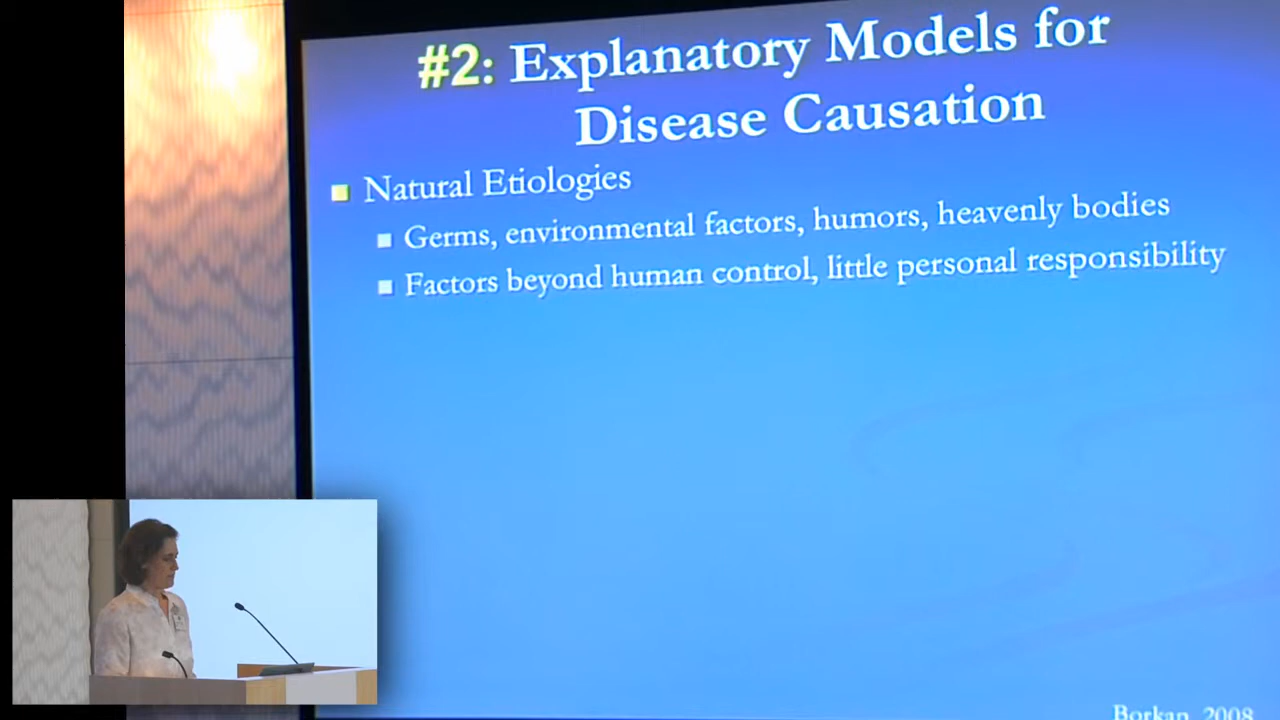 #2: Explanatory Models for
Disease Causation
Natural Etiologies
Germs, environmental factors, humors, heavenly bodies
Factors beyond human control, little personal responsibility
Borkan, 2008